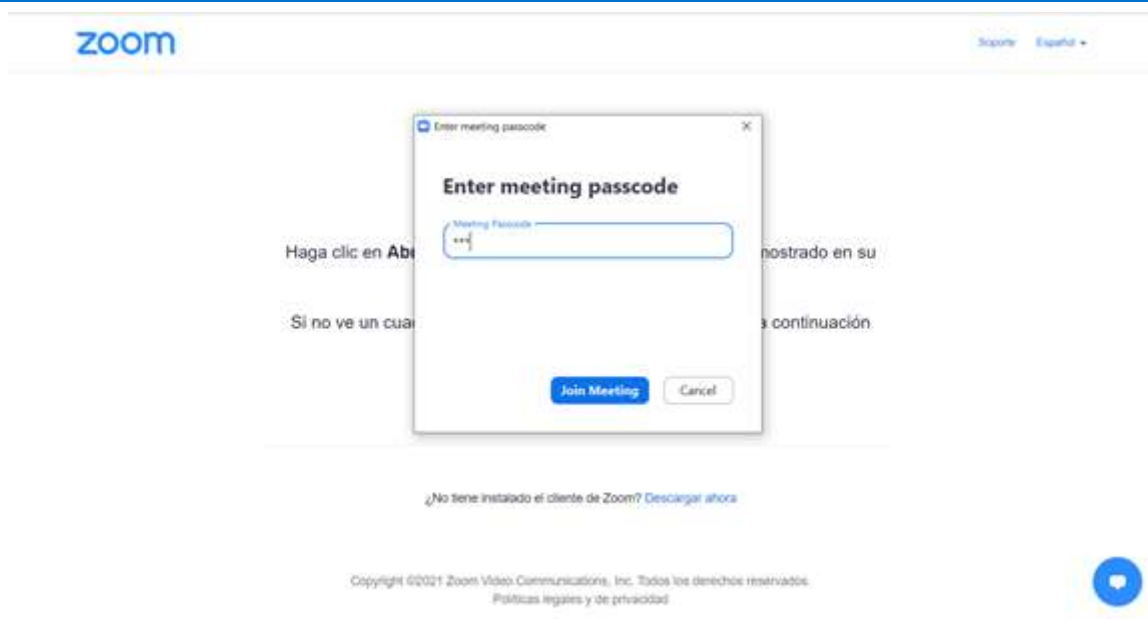 zoom
Soporte Español
Enter meeting passcode
Enter meeting passcode
Meeting Passcode
***
Haga clic en Abr
mostrado en su
Si no ve un cuad
a continuación
Join Meeting Cancel
¿No tiene instalado el cliente de Zoom? Descargar ahora
Copyright ©2021 Zoom Video Communications, Inc. Todos los derechos reservados.
Políticas legales y de privacidad